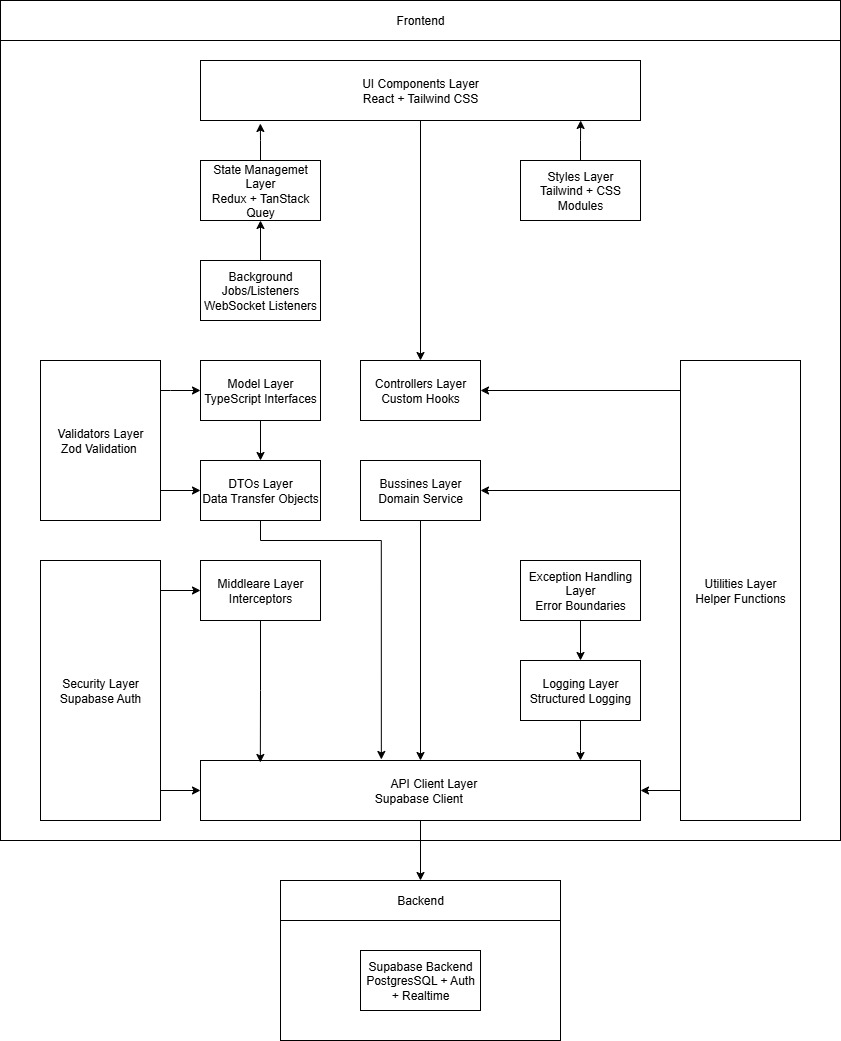 Frontend
UI Components Layer
React + Tailwind CSS
State Managemet
Layer
Redux + TanStack
Quey
Styles Layer
Tailwind + CSS
Modules
Background
Jobs/Listeners
WebSocket Listeners
Validators Layer
Zod Validation
Model Layer
TypeScript Interfaces
Controllers Layer
Custom Hooks
DTOs Layer
Data Transfer Objects
Bussines Layer
Domain Service
Utilities Layer
Helper Functions
Security Layer
Supabase Auth
Middleare Layer
Interceptors
Exception Handling
Layer
Error Boundaries
Logging Layer
Structured Logging
API Client Layer
Supabase Client
Backend
Supabase Backend
PostgresSQL + Auth
+ Realtime